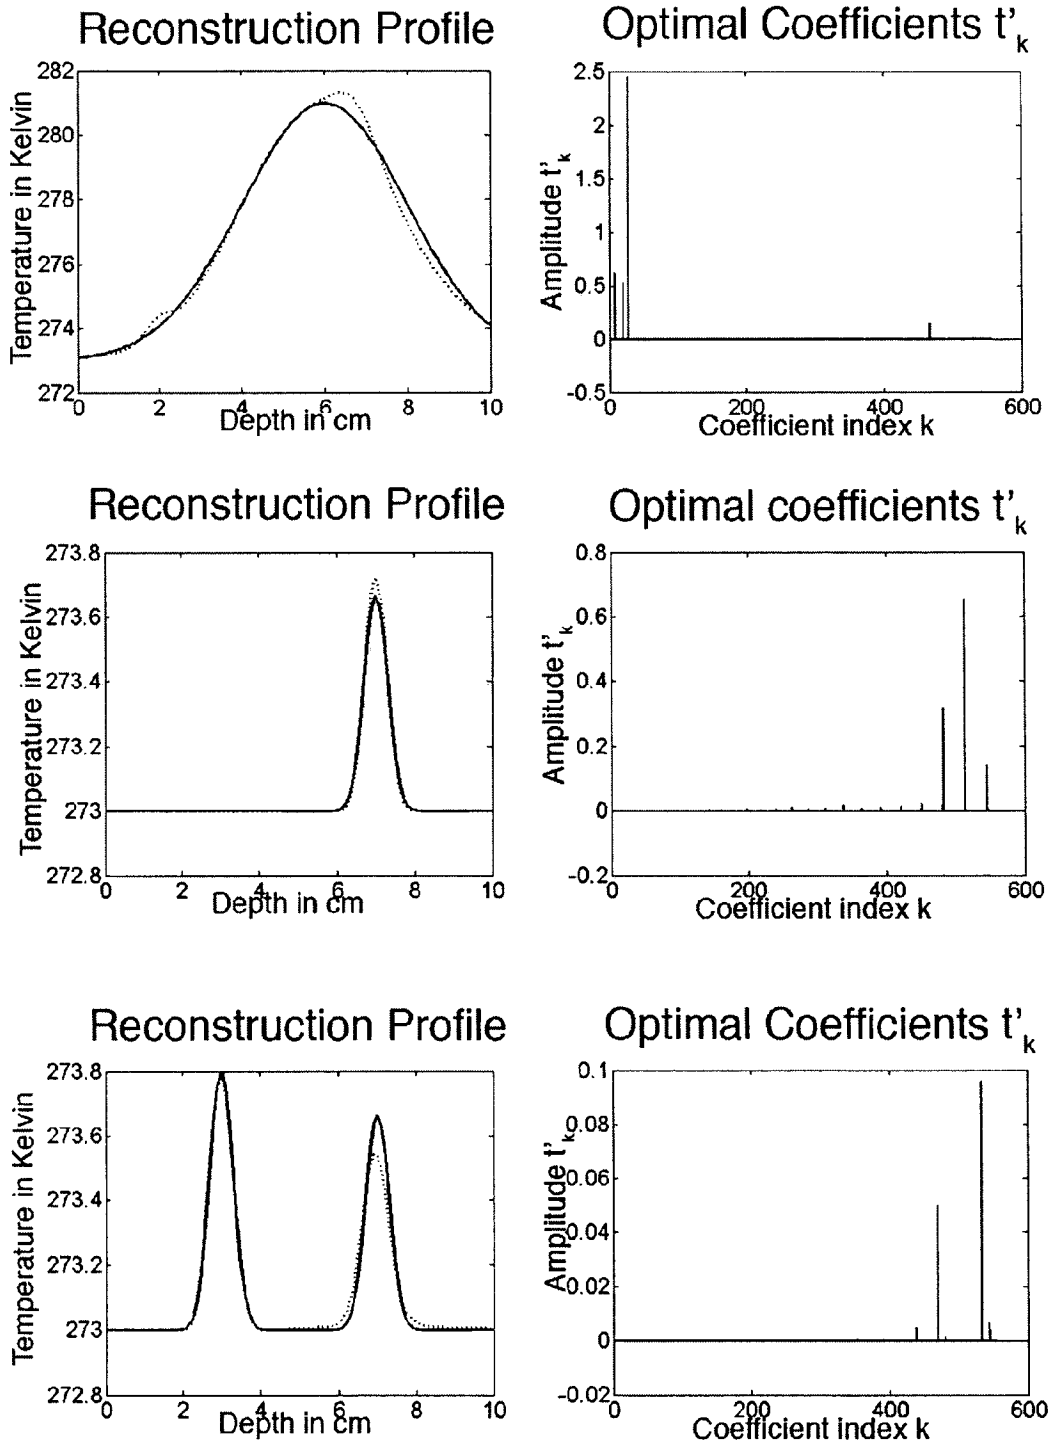 Reconstruction Profile
Optimal Coefficients t'k
282
280
278
276
274
272
Temperature in Kelvin
0 2 4 6 8 10
Depth in cm
2.5
2
1.5
1
0.5
0
-0.5
Amplitude t'k
0 200 400 600
Coefficient index k
Reconstruction Profile
Optimal coefficients t'k
273.8
273.6
273.4
273.2
273
272.8
Temperature in Kelvin
0 2 4 6 8 10
Depth in cm
0.8
0.6
0.4
0.2
0
-0.2
Amplitude t'k
0 200 400 600
Coefficient index k
Reconstruction Profile
Optimal Coefficients t'k
273.8
273.6
273.4
273.2
273
272.8
Temperature in Kelvin
0 2 4 6 8 10
Depth in cm
0.1
0.08
0.06
0.04
0.02
0
-0.02
Amplitude t'k
0 200 400 600
Coefficient index k